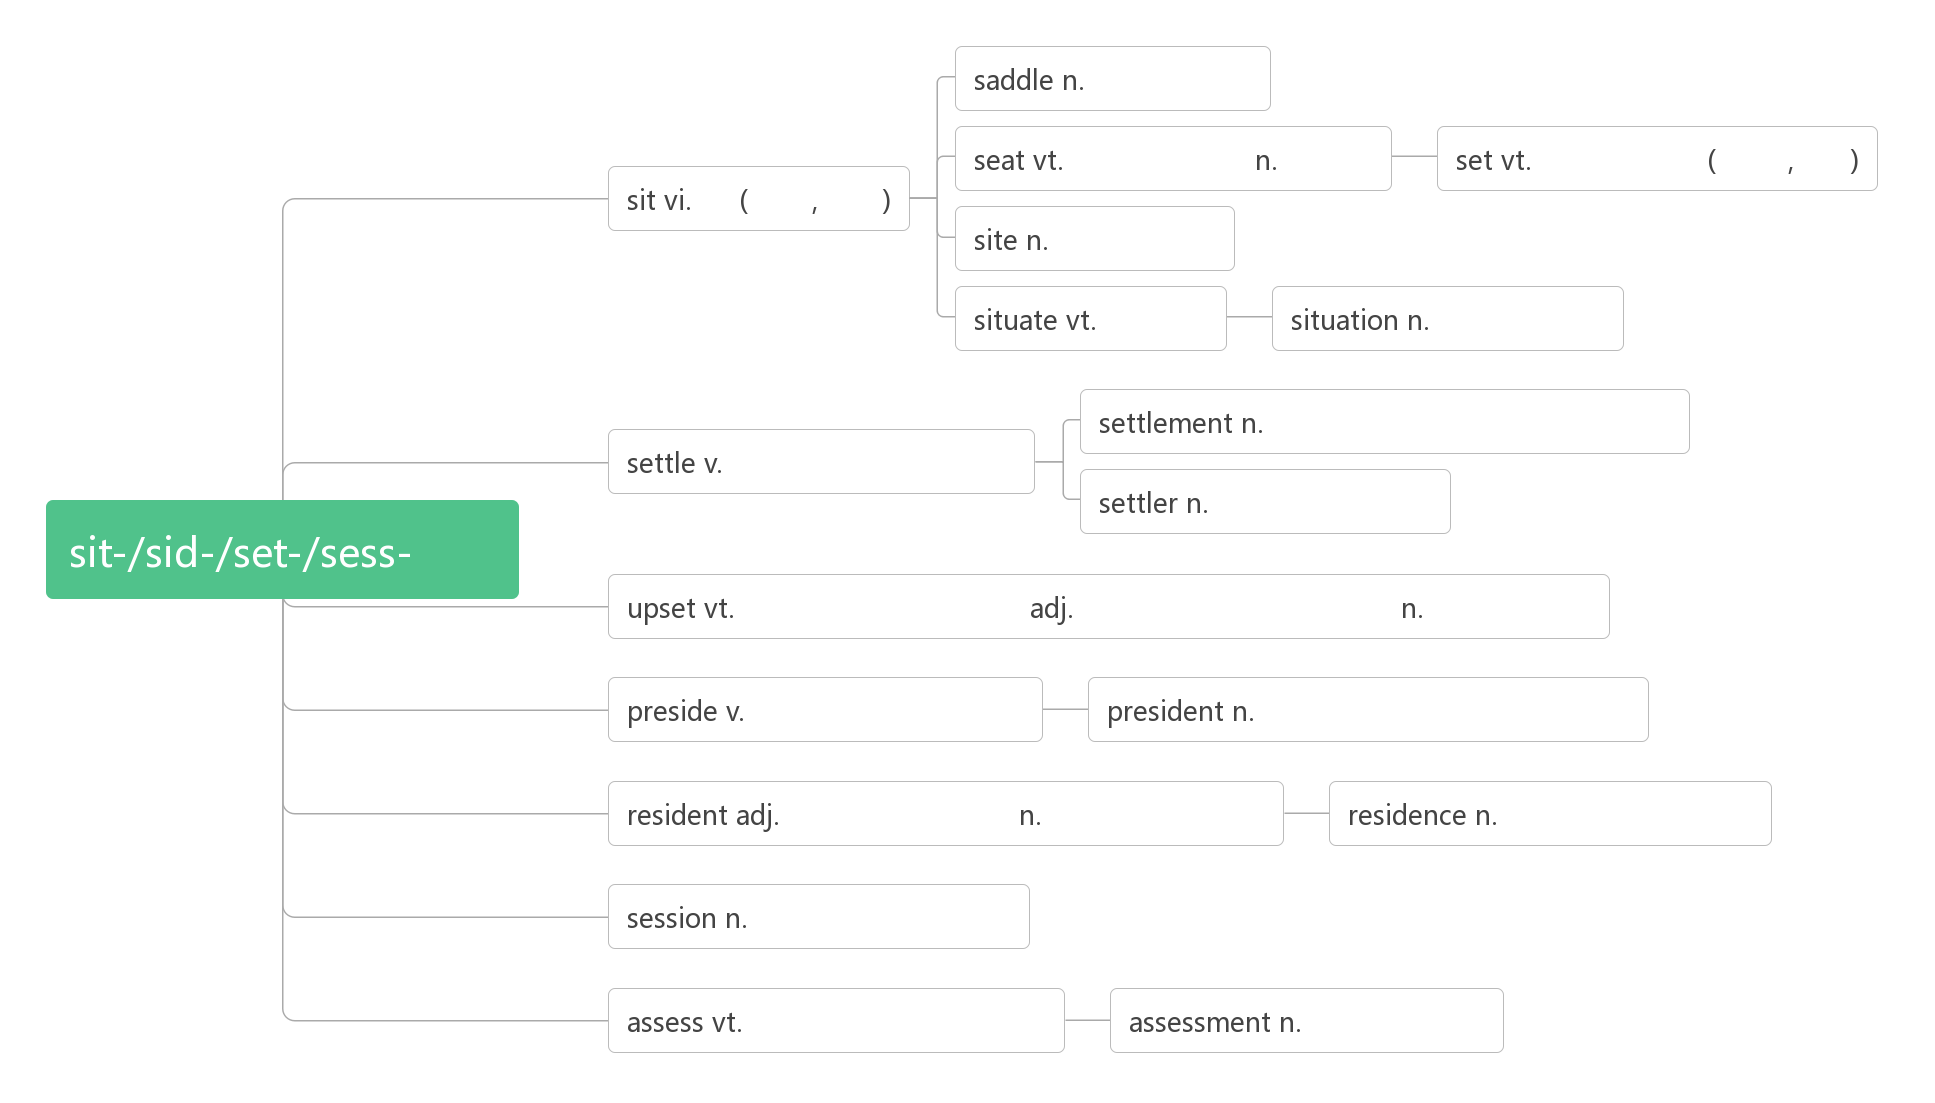 sit-/sid-/set-/sess-
sit vi. ( , )
saddle n.
seat vt. n.
set vt. ( , )
site n.
situate vt.
situation n.
settle v.
settlement n.
settler n.
upset vt. adj. n.
preside v.
president n.
resident adj. n.
residence n.
session n.
assess vt.
assessment n.